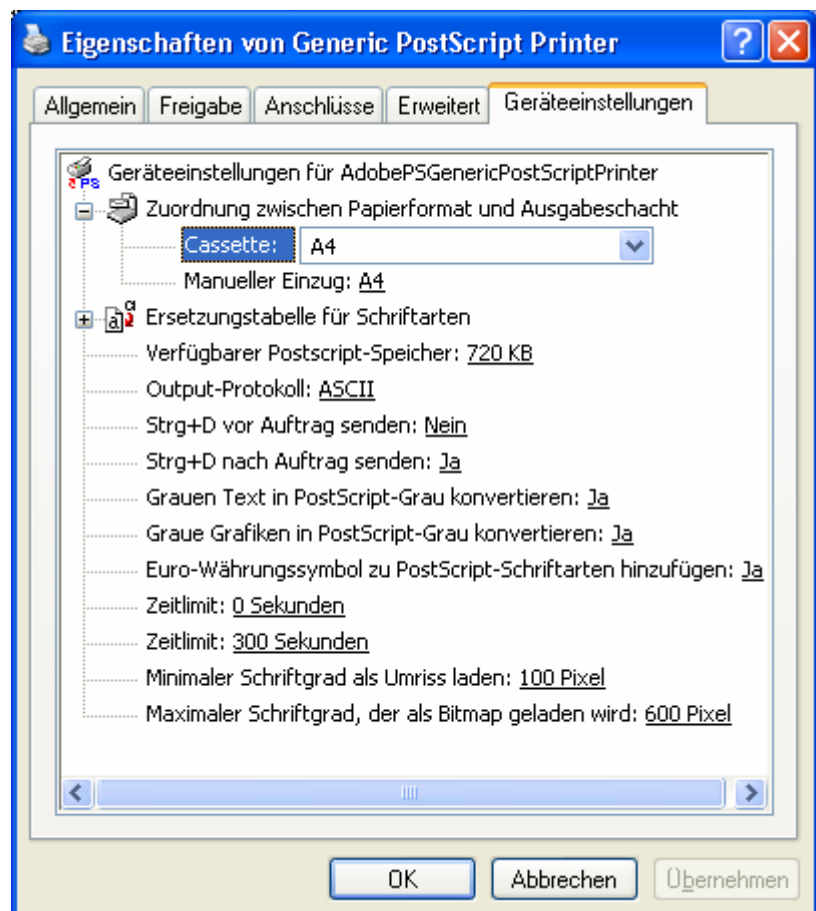 Eigenschaften von Generic PostScript Printer
Allgemein Freigabe Anschlüsse Erweitert Geräteeinstellungen
Geräteeinstellungen für AdobePSGenericPostScriptPrinter
Zuordnung zwischen Papierformat und Ausgabeschacht
Cassette: A4
Manueller Einzug: A4
Ersetzungstabelle für Schriftarten
Verfügbarer Postscript-Speicher: 720 KB
Output-Protokoll: ASCII
Strg+D vor Auftrag senden: Nein
Strg+D nach Auftrag senden: Ja
Grauen Text in PostScript-Grau konvertieren: Ja
Graue Grafiken in PostScript-Grau konvertieren: Ja
Euro-Währungssymbol zu PostScript-Schriftarten hinzufügen: Ja
Zeitlimit: 0 Sekunden
Zeitlimit: 300 Sekunden
Minimaler Schriftgrad als Umriss laden: 100 Pixel
Maximaler Schriftgrad, der als Bitmap geladen wird: 600 Pixel
OK Abbrechen Übernehmen